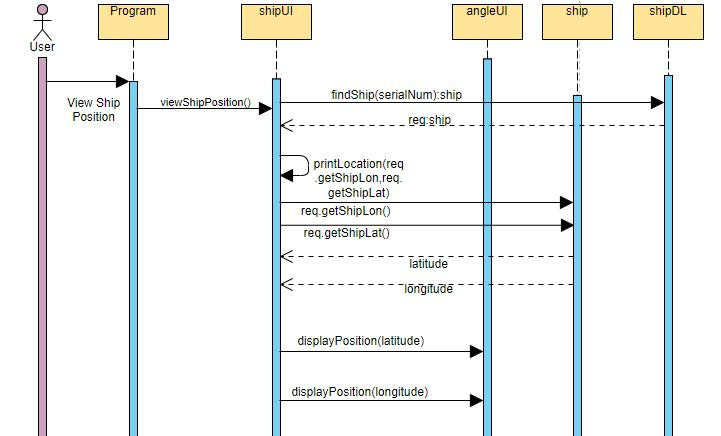 Program
shipUI
angleUI
ship
shipDL
User
View Ship
Position
viewShipPosition()
findShip(serialNum):ship
reg:ship
printLocation(req
.getShipLon,req.
getShipLat)
req.getShipLon()
req.getShipLat()
latitude
longitude
displayPosition(latitude)
displayPosition(longitude)